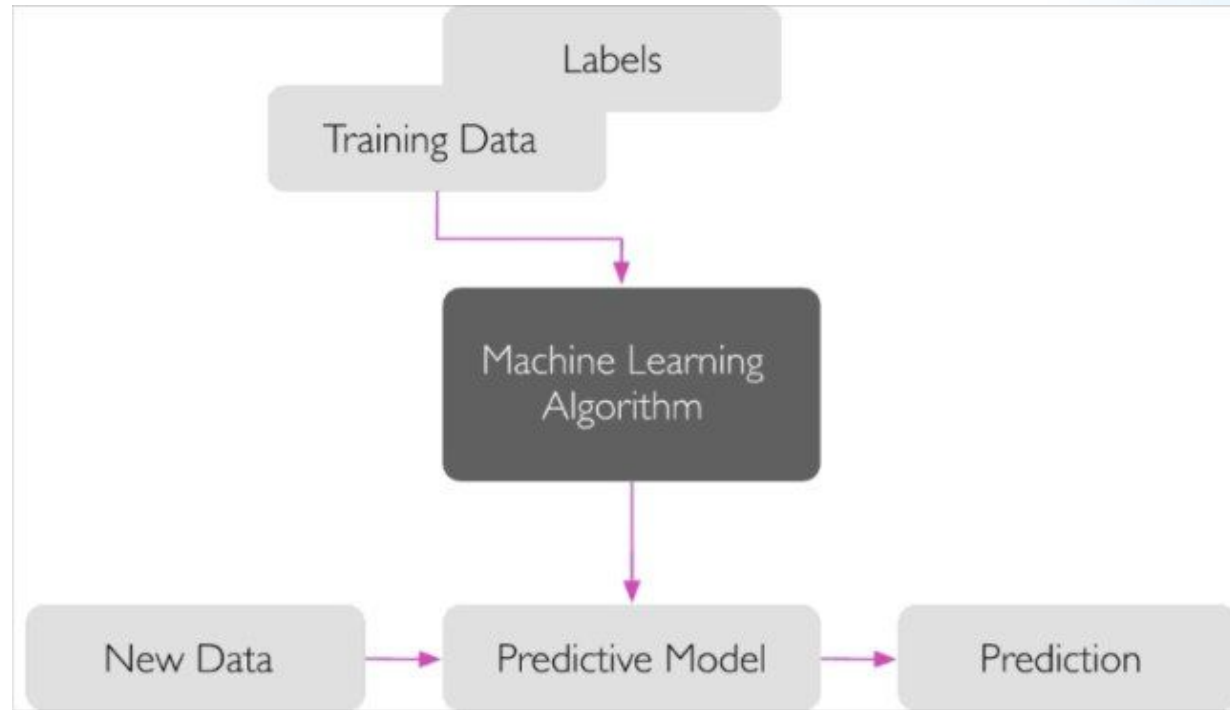 Labels
Training Data
Machine Learning
Algorithm
New Data
Predictive Model
Prediction